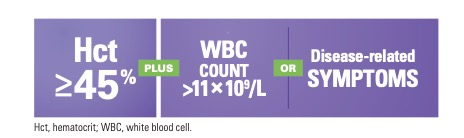 Hct
≥45%
PLUS
WBC
COUNT
>11×10⁹/L
OR
Disease-related
SYMPTOMS
Hct, hematocrit; WBC, white blood cell.